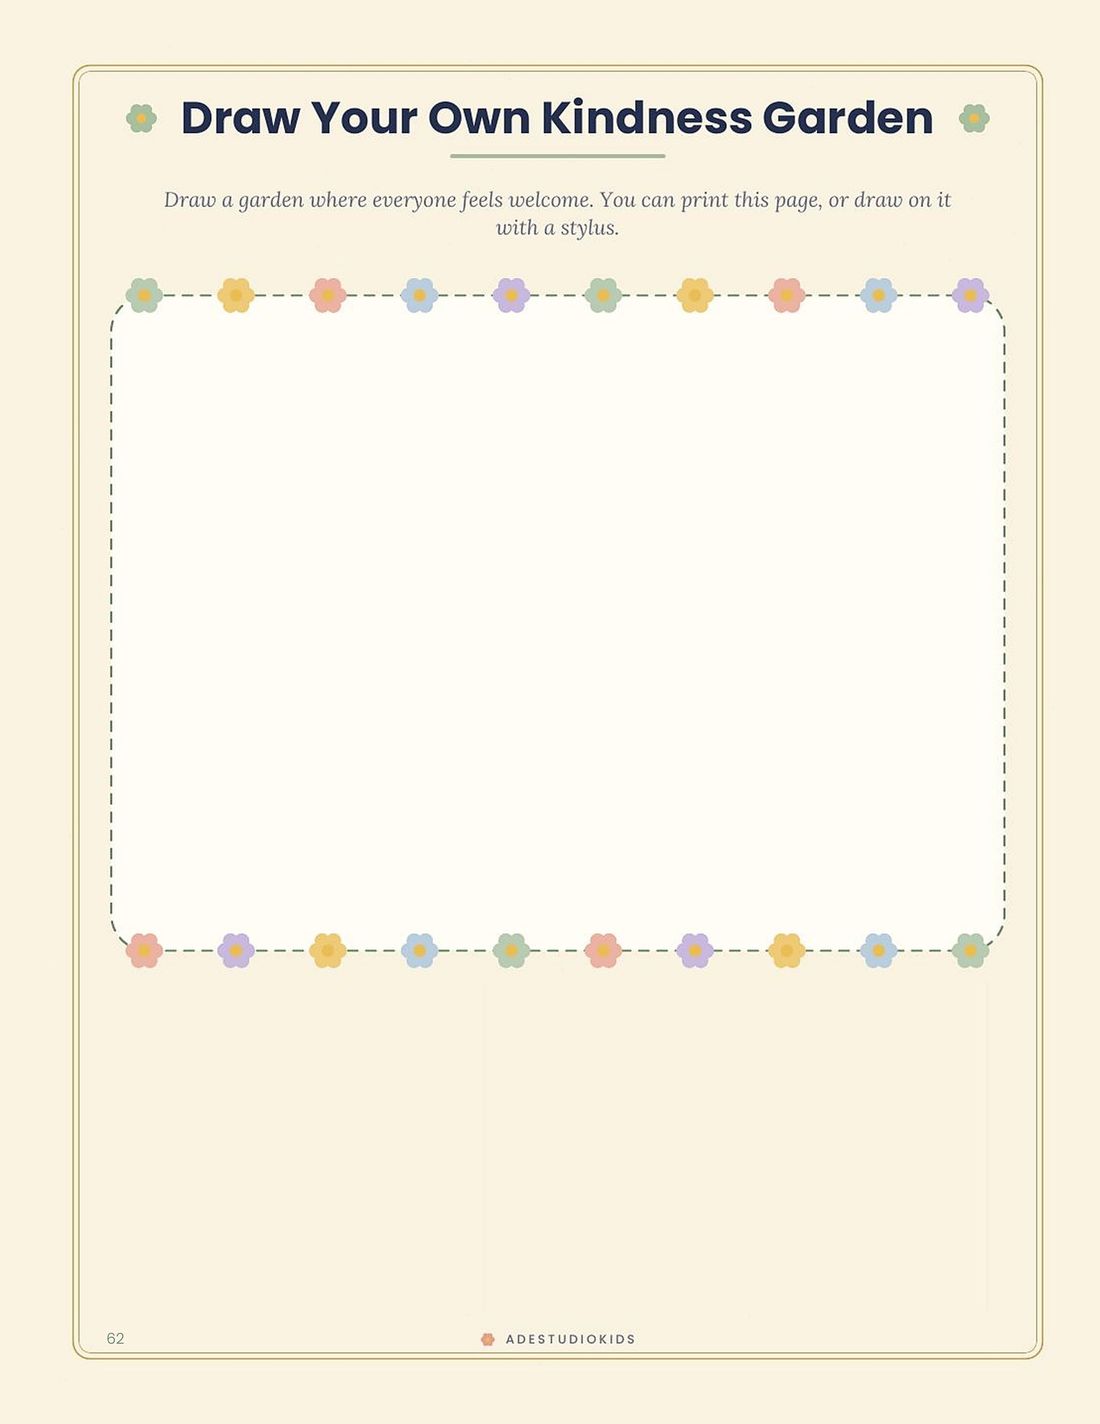 Draw Your Own Kindness Garden
Draw a garden where everyone feels welcome. You can print this page, or draw on it
with a stylus.
62
ADESTUDIOKIDS